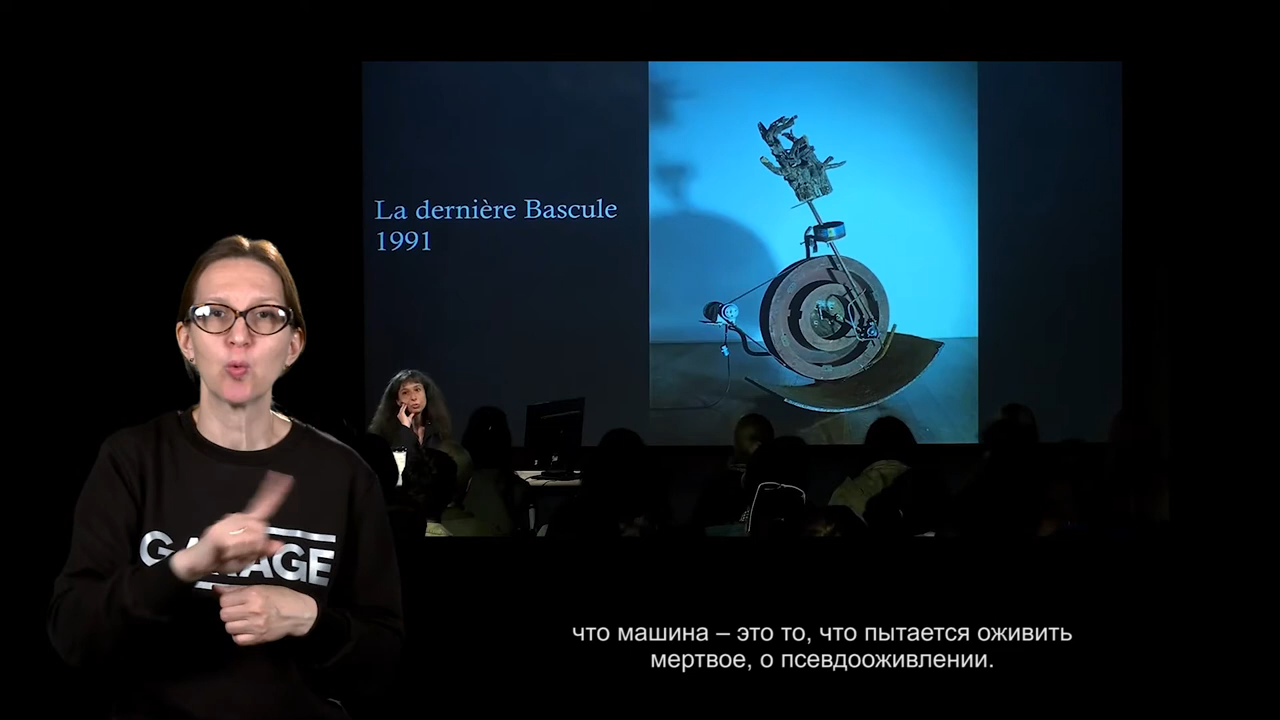 La dernière Bascule
1991
GARAGE
что машина – это то, что пытается оживить
мертвое, о псевдооживлении.